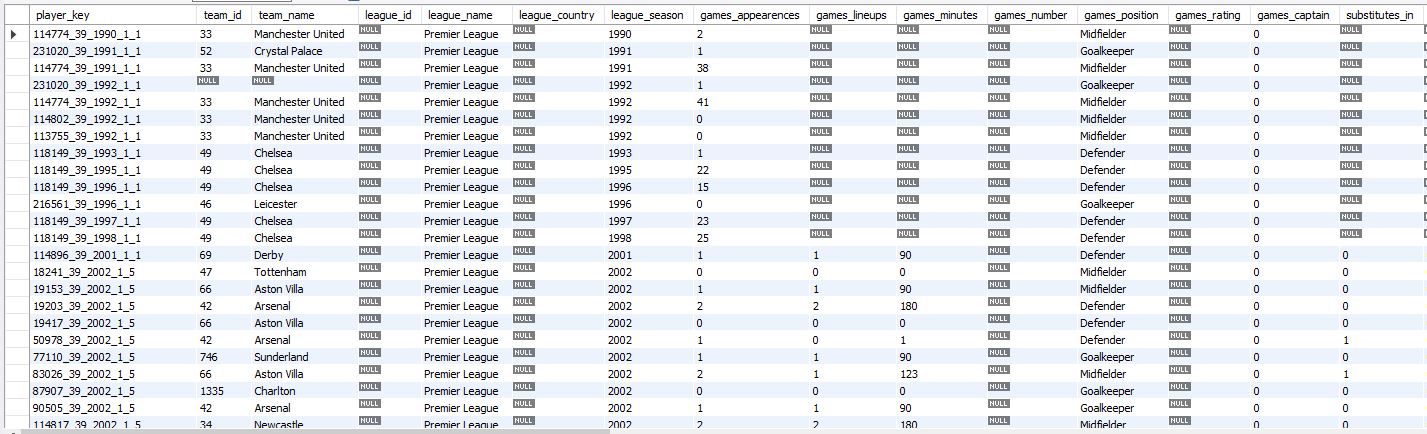 player_key team_id team_name league_id league_name league_country league_season games_appearences games_lineups games_minutes games_number games_position games_rating games_captain substitutes_in
114774_39_1990_1_1 33 Manchester United NULL Premier League NULL 1990 2 NULL NULL NULL Midfielder NULL 0 NULL
231020_39_1991_1_1 52 Crystal Palace NULL Premier League NULL 1991 1 NULL NULL NULL Goalkeeper NULL 0 NULL
114774_39_1991_1_1 33 Manchester United NULL Premier League NULL 1991 38 NULL NULL NULL Midfielder NULL 0 NULL
231020_39_1992_1_1 NULL NULL NULL Premier League NULL 1992 1 NULL NULL NULL Goalkeeper NULL 0 NULL
114774_39_1992_1_1 33 Manchester United NULL Premier League NULL 1992 41 NULL NULL NULL Midfielder NULL 0 NULL
114802_39_1992_1_1 33 Manchester United NULL Premier League NULL 1992 0 NULL NULL NULL Midfielder NULL 0 NULL
113755_39_1992_1_1 33 Manchester United NULL Premier League NULL 1992 0 NULL NULL NULL Midfielder NULL 0 NULL
118149_39_1993_1_1 49 Chelsea NULL Premier League NULL 1993 1 NULL NULL NULL Defender NULL 0 NULL
118149_39_1995_1_1 49 Chelsea NULL Premier League NULL 1995 22 NULL NULL NULL Defender NULL 0 NULL
118149_39_1996_1_1 49 Chelsea NULL Premier League NULL 1996 15 NULL NULL NULL Defender NULL 0 NULL
216561_39_1996_1_1 46 Leicester NULL Premier League NULL 1996 0 NULL NULL NULL Goalkeeper NULL 0 NULL
118149_39_1997_1_1 49 Chelsea NULL Premier League NULL 1997 23 NULL NULL NULL Defender NULL 0 NULL
118149_39_1998_1_1 49 Chelsea NULL Premier League NULL 1998 25 NULL NULL NULL Defender NULL 0 NULL
114896_39_2001_1_1 69 Derby NULL Premier League NULL 2001 1 1 90 NULL Defender NULL 0 0
18241_39_2002_1_5 47 Tottenham NULL Premier League NULL 2002 0 0 0 NULL Midfielder NULL 0 0
19153_39_2002_1_5 66 Aston Villa NULL Premier League NULL 2002 1 1 90 NULL Midfielder NULL 0 0
19203_39_2002_1_5 42 Arsenal NULL Premier League NULL 2002 2 2 180 NULL Defender NULL 0 0
19417_39_2002_1_5 66 Aston Villa NULL Premier League NULL 2002 0 0 0 NULL Defender NULL 0 0
50978_39_2002_1_5 42 Arsenal NULL Premier League NULL 2002 1 0 1 NULL Defender NULL 0 1
77110_39_2002_1_5 746 Sunderland NULL Premier League NULL 2002 1 1 90 NULL Goalkeeper NULL 0 0
83026_39_2002_1_5 66 Aston Villa NULL Premier League NULL 2002 2 1 123 NULL Midfielder NULL 0 1
87907_39_2002_1_5 1335 Charlton NULL Premier League NULL 2002 0 0 0 NULL Goalkeeper NULL 0 0
90505_39_2002_1_5 42 Arsenal NULL Premier League NULL 2002 1 1 90 NULL Goalkeeper NULL 0 0
114817_39_2002_1_5 34 Newcastle NULL Premier League NULL 2002 2 2 180 NULL Defender NULL 0 0